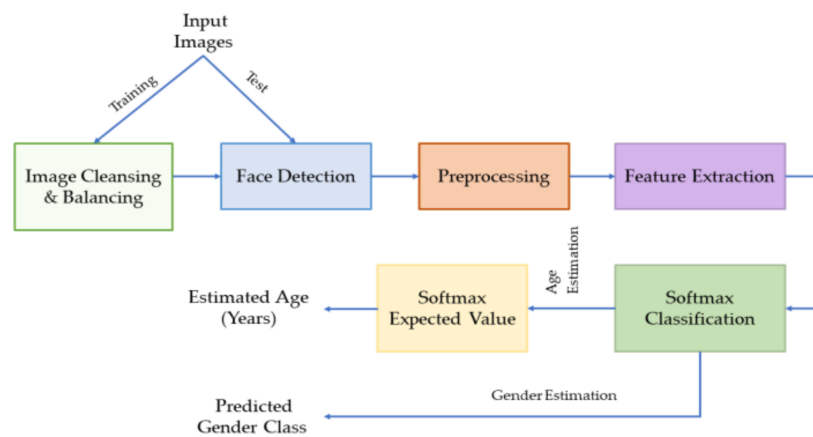 Input
Images
Training
Test
Image Cleansing
& Balancing
Face Detection
Preprocessing
Feature Extraction
Estimated Age
(Years)
Softmax
Expected Value
Age
Estimation
Softmax
Classification
Gender Estimation
Predicted
Gender Class